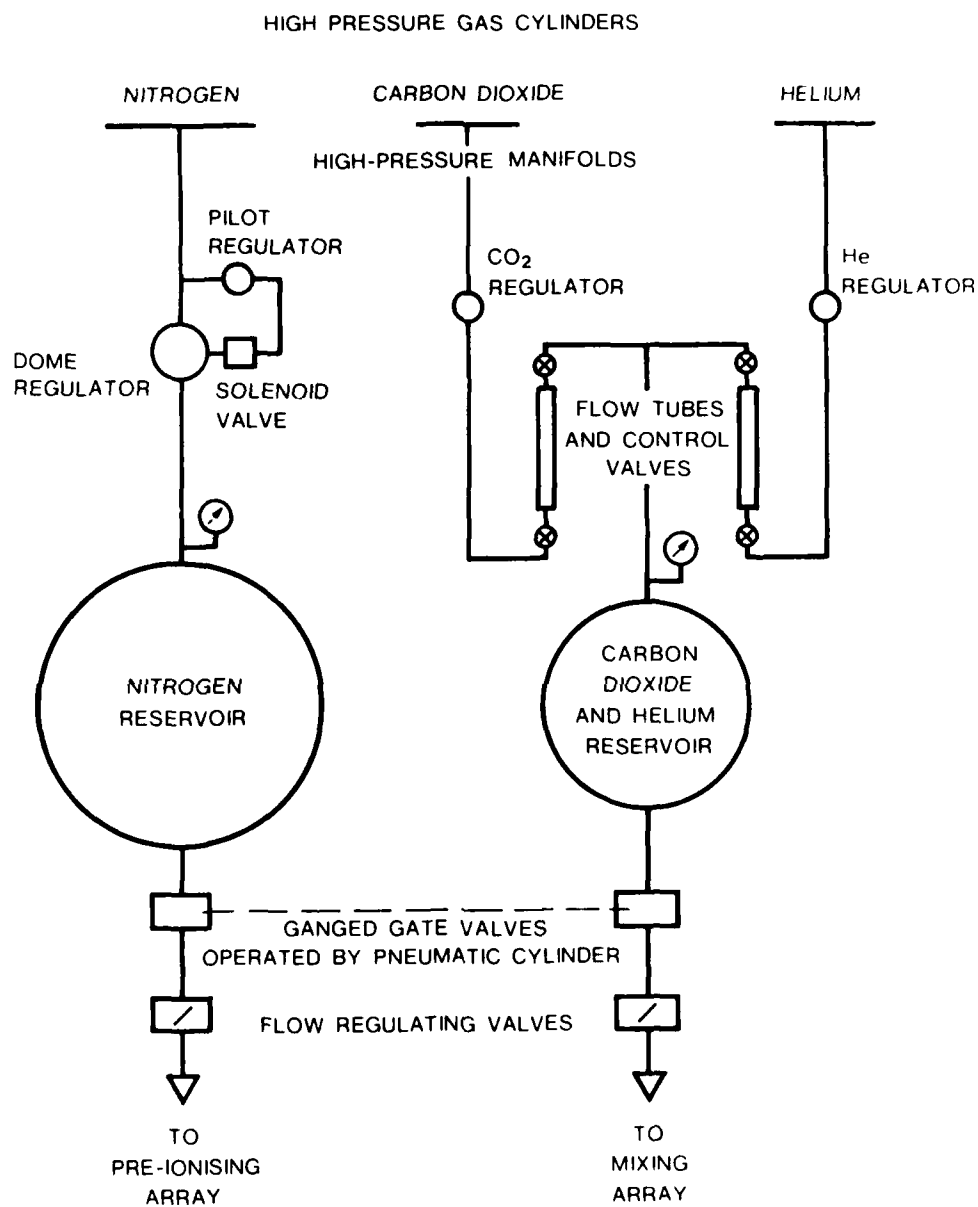 HIGH PRESSURE GAS CYLINDERS
NITROGEN
CARBON DIOXIDE
HELIUM
HIGH-PRESSURE MANIFOLDS
PILOT
REGULATOR
CO₂
REGULATOR
He
REGULATOR
DOME
REGULATOR
SOLENOID
VALVE
FLOW TUBES
AND CONTROL
VALVES
NITROGEN
RESERVOIR
CARBON
DIOXIDE
AND HELIUM
RESERVOIR
GANGED GATE VALVES
OPERATED BY PNEUMATIC CYLINDER
FLOW REGULATING VALVES
TO
PRE-IONISING
ARRAY
TO
MIXING
ARRAY